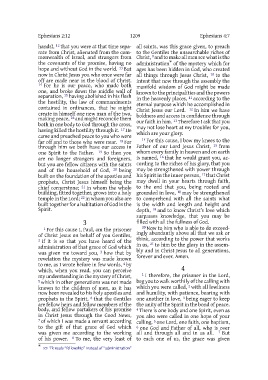 Ephesians 2:12 1209 Ephesians 4:7
hands), 12 that you were at that time separate
from Christ, alienated from the commonwealth
of Israel, and strangers from
the covenants of the promise, having no
hope and without God in the world. 13 But
now in Christ Jesus you who once were far
off are made near in the blood of Christ.
14 For he is our peace, who made both
one, and broke down the middle wall of
separation, 15 having abolished in his flesh
the hostility, the law of commandments
contained in ordinances, that he might
create in himself one new man of the two,
making peace, 16 and might reconcile them
both in one body to God through the cross,
having killed the hostility through it. 17 He
came and preached peace to you who were
far off and to those who were near. 18 For
through him we both have our access in
one Spirit to the Father. 19 So then you
are no longer strangers and foreigners,
but you are fellow citizens with the saints
and of the household of God, 20 being
built on the foundation of the apostles and
prophets, Christ Jesus himself being the
chief cornerstone; 21 in whom the whole
building, fitted together, grows into a holy
temple in the Lord; 22 in whom you also are
built together for a habitation of God in the
Spirit.
3
1 For this cause I, Paul, am the prisoner
of Christ Jesus on behalf of you Gentiles,
2 if it is so that you have heard of the
administration of that grace of God which
was given me toward you, 3 how that by
revelation the mystery was made known
to me, as I wrote before in few words, 4 by
which, when you read, you can perceive
my understanding in the mystery of Christ,
5 which in other generations was not made
known to the children of men, as it has
now been revealed to his holy apostles and
prophets in the Spirit, 6 that the Gentiles
are fellow heirs and fellow members of the
body, and fellow partakers of his promise
in Christ Jesus through the Good News,
7 of which I was made a servant according
to the gift of that grace of God which
was given me according to the working
of his power. 8 To me, the very least of
all saints, was this grace given, to preach
to the Gentiles the unsearchable riches of
Christ, 9 and to make all men see what is the
administration of the mystery which for
ages has been hidden in God, who created
all things through Jesus Christ, 10 to the
intent that now through the assembly the
manifold wisdom of God might be made
known to the principalities and the powers
in the heavenly places, 11 according to the
eternal purpose which he accomplished in
Christ Jesus our Lord. 12 In him we have
boldness and access in confidence through
our faith in him. 13 Therefore I ask that you
may not lose heart at my troubles for you,
which are your glory.
14 For this cause, I bow my knees to the
Father of our Lord Jesus Christ, 15 from
whom every family in heaven and on earth
is named, 16 that he would grant you, according
to the riches of his glory, that you
may be strengthened with power through
his Spirit in the inner person, 17 that Christ
may dwell in your hearts through faith,
to the end that you, being rooted and
grounded in love, 18 may be strengthened
to comprehend with all the saints what
is the width and length and height and
depth, 19 and to know Christ's love which
surpasses knowledge, that you may be
filled with all the fullness of God.
20 Now to him who is able to do exceedingly
abundantly above all that we ask or
think, according to the power that works
in us, 21 to him be the glory in the assembly
and in Christ Jesus to all generations,
forever and ever. Amen.
4
1 I therefore, the prisoner in the Lord,
beg you to walk worthily of the calling with
which you were called, 2 with all lowliness
and humility, with patience, bearing with
one another in love, 3 being eager to keep
the unity of the Spirit in the bond of peace.
4 There is one body and one Spirit, even as
you also were called in one hope of your
calling, 5 one Lord, one faith, one baptism,
6 one God and Father of all, who is over
all and through all and in us all. 7 But
to each one of us, the grace was given